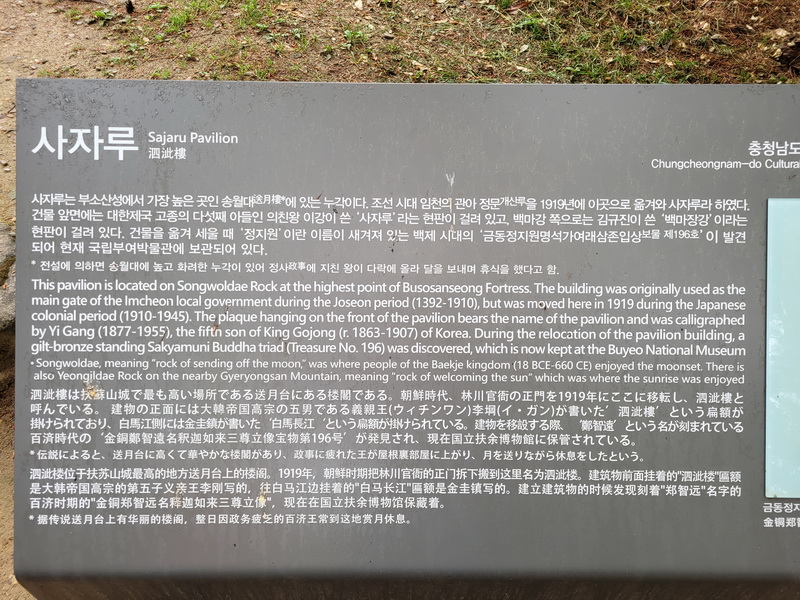 사자루 Sajaru Pavilion
泗泚樓
충청남도
Chungcheongnam-do Cultural
사자루는 부소산성에서 가장 높은 곳인 송월대送月樓*에 있는 누각이다. 조선 시대 임천의 관아 정문개산루을 1919년에 이곳으로 옮겨와 사자루라 하였다.
건물 앞면에는 대한제국 고종의 다섯째 아들인 의친왕 이강이 쓴 '사자루' 라는 현판이 걸려 있고, 백마강 쪽으로는 김규진이 쓴 '백마장강' 이라는
현판이 걸려 있다. 건물을 옮겨 세울 때 '정지원' 이란 이름이 새겨져 있는 백제 시대의 '금동정지원명석가여래삼존입상보물 제196호' 이 발견
되어 현재 국립부여박물관에 보관되어 있다.
* 전설에 의하면 송월대에 높고 화려한 누각이 있어 정사政事에 지친 왕이 다락에 올라 달을 보내며 휴식을 했다고 함.
This pavilion is located on Songwoldae Rock at the highest point of Busosanseong Fortress. The building was originally used as the
main gate of the Imcheon local government during the Joseon period (1392-1910), but was moved here in 1919 during the Japanese
colonial period (1910-1945). The plaque hanging on the front of the pavilion bears the name of the pavilion and was calligraphed
by Yi Gang (1877-1955), the fifth son of King Gojong (r. 1863-1907) of Korea. During the relocation of the pavilion building, a
gilt-bronze standing Sakyamuni Buddha triad (Treasure No. 196) was discovered, which is now kept at the Buyeo National Museum
* Songwoldae, meaning "rock of sending off the moon," was where people of the Baekje kingdom (18 BCE-660 CE) enjoyed the moonset. There is
also Yeongildae Rock on the nearby Gyeryongsan Mountain, meaning "rock of welcoming the sun" which was where the sunrise was enjoyed
泗泚樓は扶蘇山城で最も高い場所である送月台にある楼閣である。朝鮮時代、林川官衙の正門を1919年にここに移転し、泗泚楼と
呼んでいる。 建物の正面には大韓帝国高宗の五男である義親王(ウィチンワン)李堈(イ・ガン)が書いた' 泗泚楼 ' という扁額が
掛けられており、白馬江側には金圭鎮が書いた '白馬長江 'という扁額が掛けられている。建物を移設する際、 '鄭智遠' という名が刻まれている
百済時代の '金銅鄭智遠名釈迦如来三尊立像宝物第196号' が発見され、現在国立扶余博物館に保管されている。
* 伝説によると、送月台に高くて華やかな楼閣があり、政事に疲れた王が屋根裏部屋に上がり、月を送りながら休息をしたという。
泗泚楼位于扶苏山城最高的地方送月台上的楼阁。1919年，朝鲜时期把林川官衙的正门拆下搬到这里名为泗泚楼。建筑物前面挂着的"泗泚楼"匾额
是大韩帝国高宗的第五子义亲王李刚写的，往白马江边挂着的"白马长江"匾额是金圭镇写的。建立建筑物的时候发现刻着"郑智远"名字的
百济时期的"金铜郑智远名释迦如来三尊立像"，现在在国立扶余博物馆保藏着。
* 据传说送月台上有华丽的楼阁，整日因政务疲乏的百济王常到这地赏月休息。
금동정지
金铜郑智